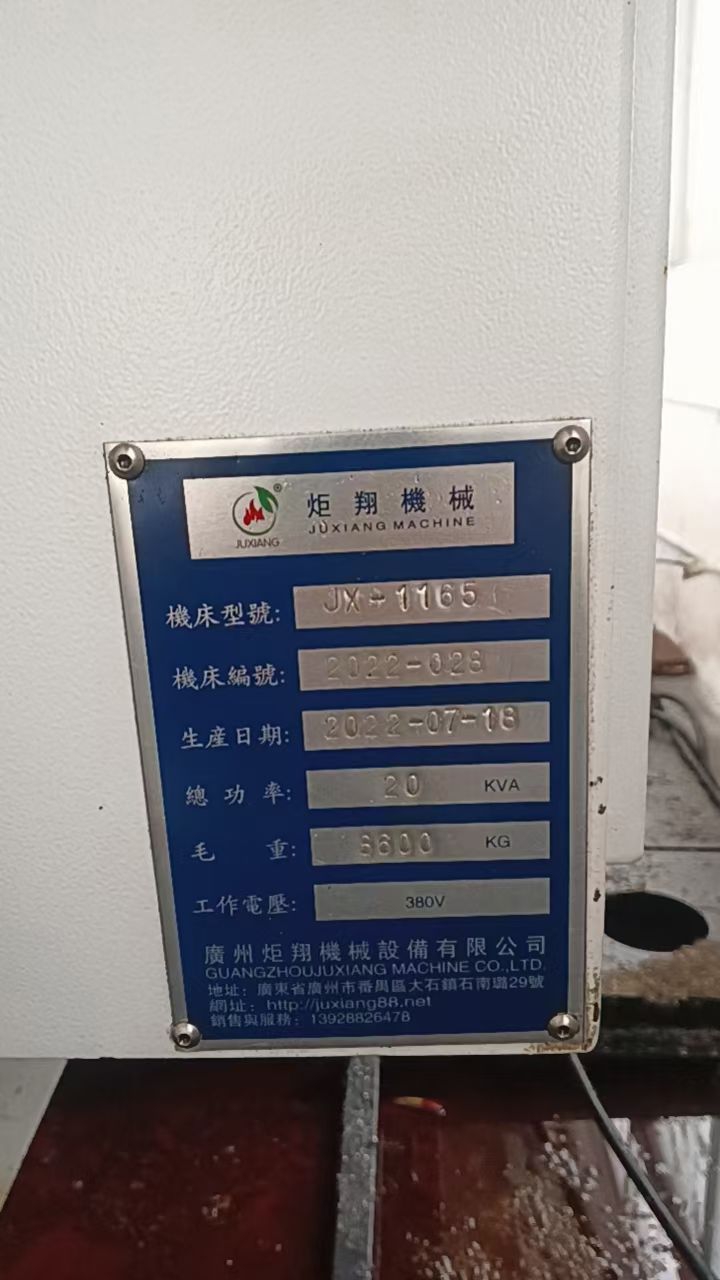 炬翔機械
JUXIANG MACHINE
JUXIANG
機床型號: JX-1165
機床編號: 2022-028
生産日期: 2022-07-18
總功率: 20 KVA
毛重: 6600 KG
工作電壓: 380V
廣州炬翔機械設備有限公司
GUANGZHOUJUXIANG MACHINE CO.,LTD.
地址: 廣東省廣州市番禺區大石鎮石南璐29號
網址: http://juxiang88.net
銷售與服務: 13928826478